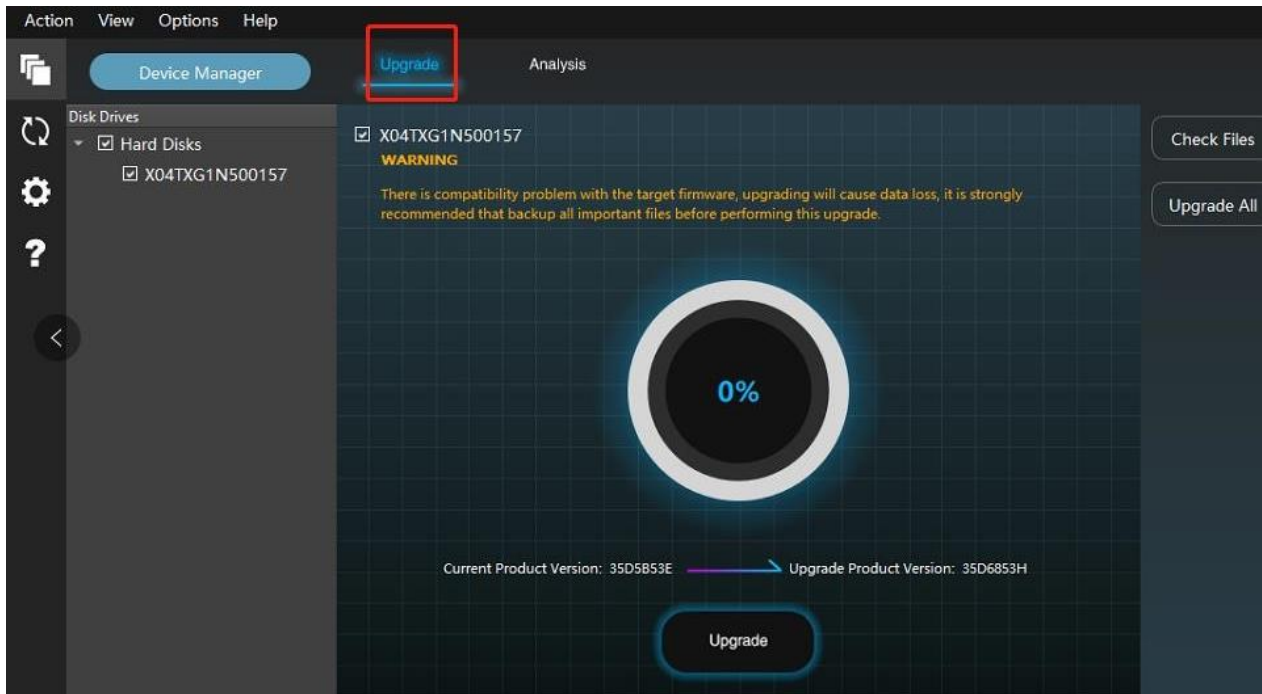 Action View Options Help
Device Manager
Upgrade Analysis
Disk Drives
Hard Disks
X04TXG1N500157
X04TXG1N500157
WARNING
There is compatibility problem with the target firmware, upgrading will cause data loss, it is strongly
recommended that backup all important files before performing this upgrade.
Check Files
Upgrade All
0%
Current Product Version: 35D5B53E Upgrade Product Version: 35D6853H
Upgrade